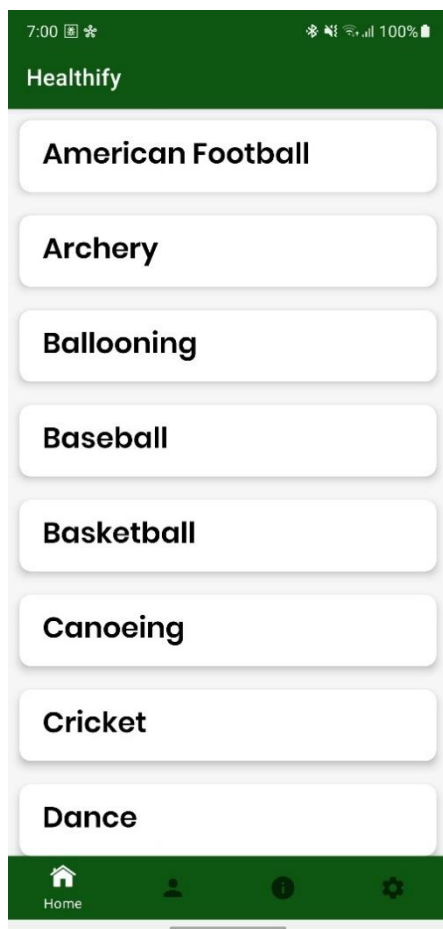 7:00 100%
Healthify
American Football
Archery
Ballooning
Baseball
Basketball
Canoeing
Cricket
Dance
Home